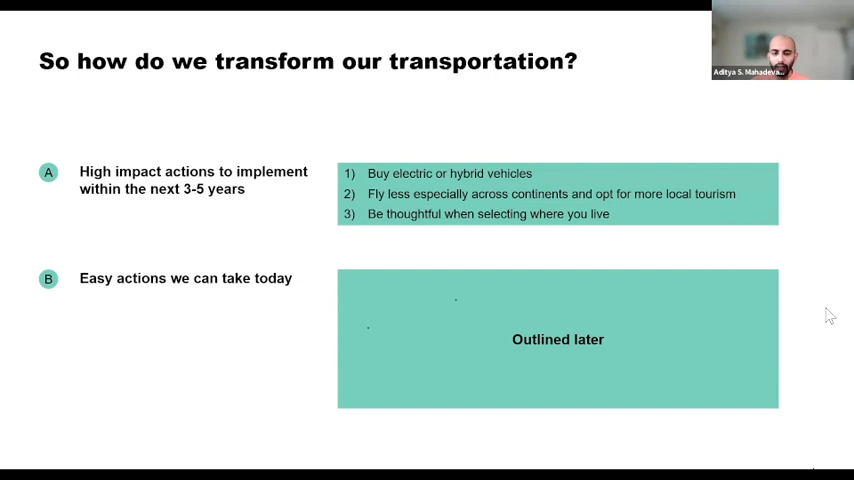 So how do we transform our transportation?
Aditya S. Mahadeva...
A
High impact actions to implement
within the next 3-5 years
1) Buy electric or hybrid vehicles
2) Fly less especially across continents and opt for more local tourism
3) Be thoughtful when selecting where you live
B
Easy actions we can take today
Outlined later